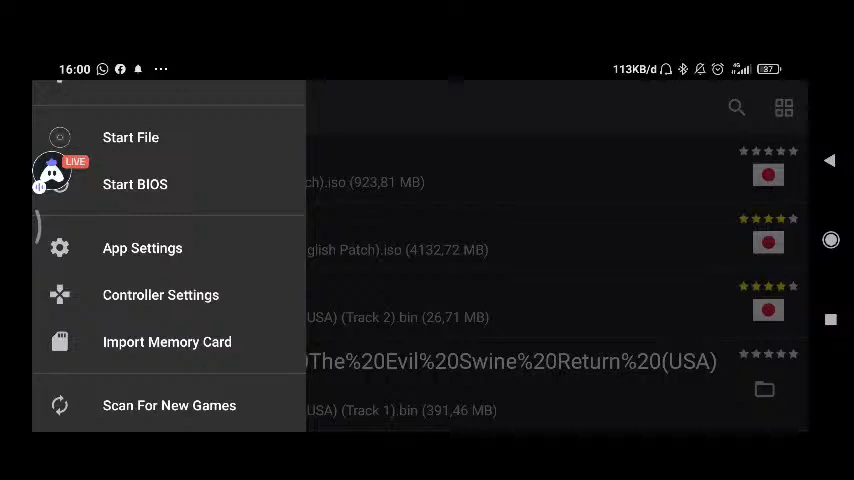 16:00
113KB/d
4G
37
LIVE
Start File
Start BIOS
App Settings
Controller Settings
Import Memory Card
Scan For New Games
ch).iso (923,81 MB)
glish Patch).iso (4132,72 MB)
USA) (Track 2).bin (26,71 MB)
The%20Evil%20Swine%20Return%20(USA)
USA) (Track 1).bin (391,46 MB)